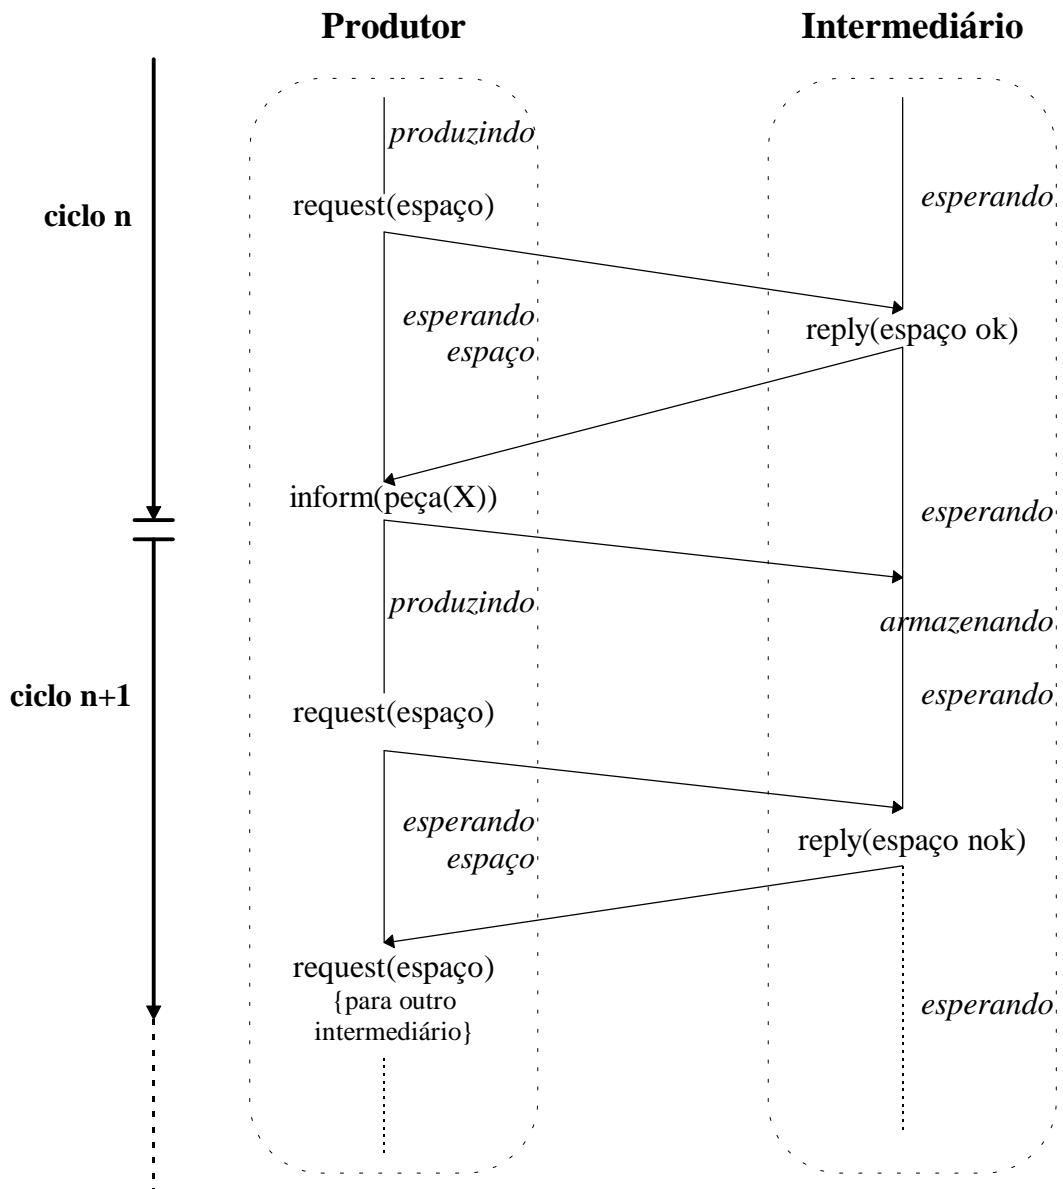 Produtor
Intermediário
produzindo
esperando
request(espaço)
ciclo n
esperando
espaço
reply(espaço ok)
inform(peça(X))
esperando
produzindo
armazenando
ciclo n+1
esperando
request(espaço)
esperando
espaço
reply(espaço nok)
request(espaço)
{para outro
intermediário}
esperando